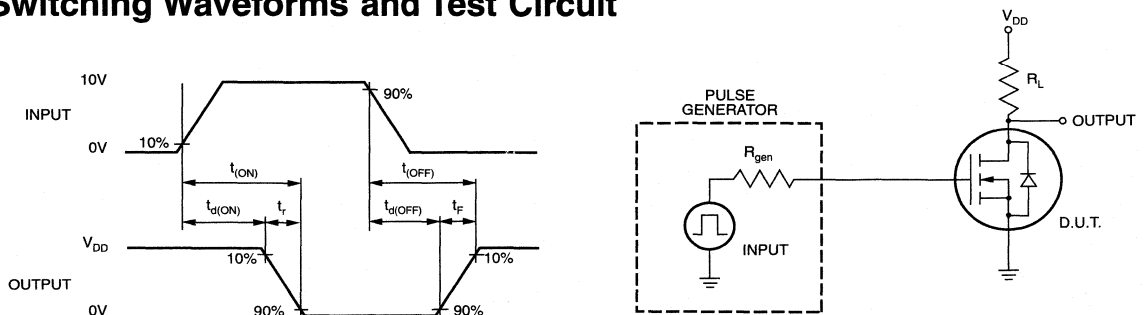 Switching Waveforms and Test Circuit
10V
INPUT
0V
10%
90%
t(ON)
t(OFF)
td(ON)
tr
td(OFF)
tF
VDD
OUTPUT
0V
10%
90%
10%
90%
PULSE
GENERATOR
Rgen
INPUT
VDD
RL
OUTPUT
D.U.T.